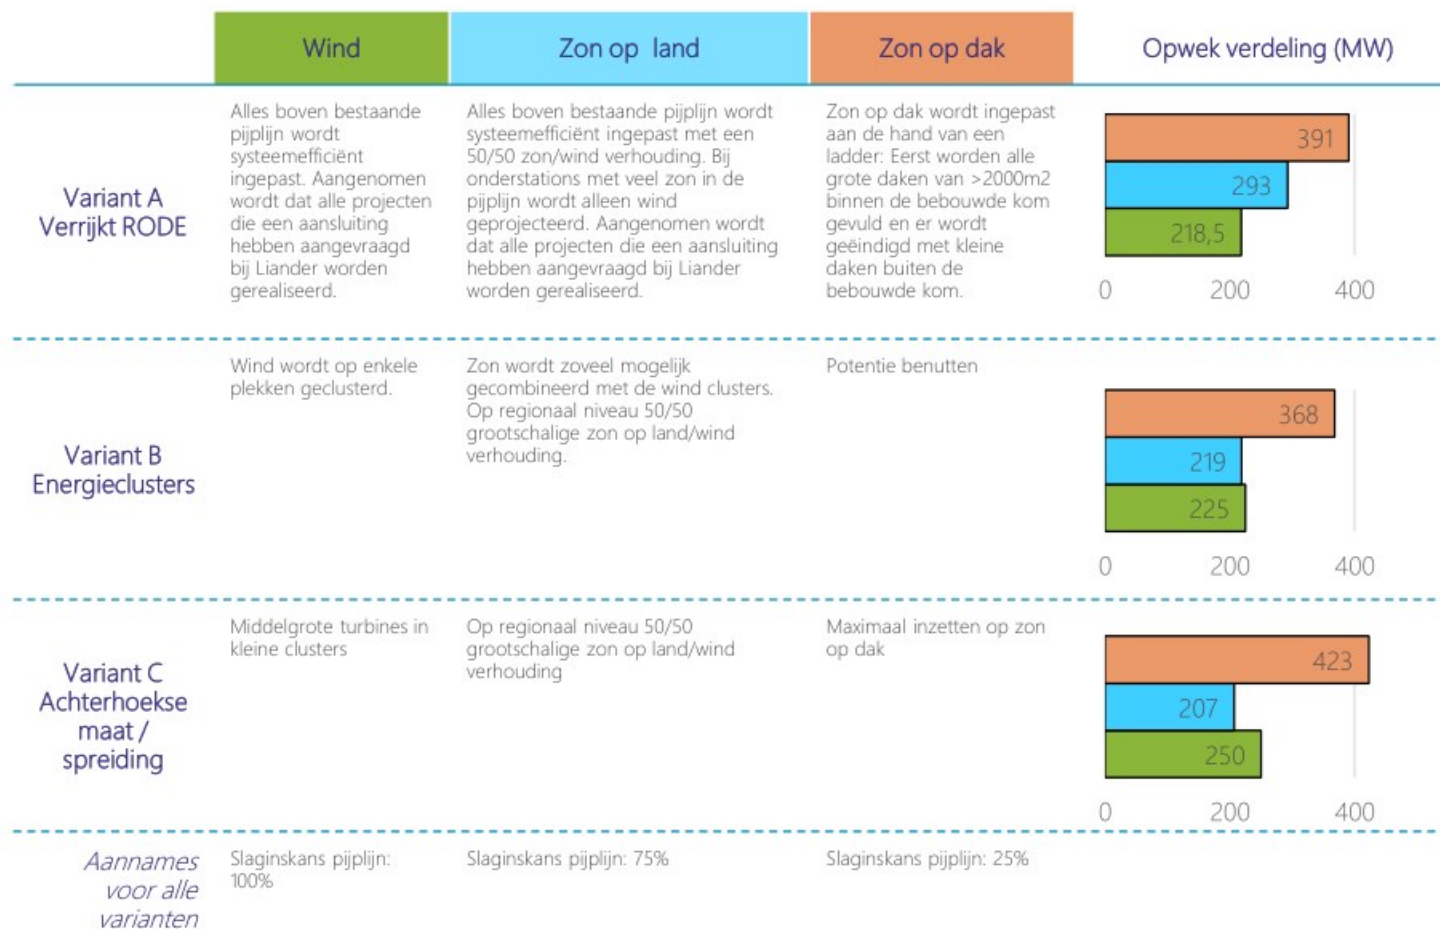 Wind
Zon op land
Zon op dak
Opwek verdeling (MW)
Variant A
Verrijkt RODE
Alles boven bestaande
pijplijn wordt
systeemefficiënt
ingepast. Aangenomen
wordt dat alle projecten
die een aansluiting
hebben aangevraagd
bij Liander worden
gerealiseerd.
Alles boven bestaande pijplijn wordt
systeemefficiënt ingepast met een
50/50 zon/wind verhouding. Bij
onderstations met veel zon in de
pijplijn wordt alleen wind
geprojecteerd. Aangenomen wordt
dat alle projecten die een aansluiting
hebben aangevraagd bij Liander
worden gerealiseerd.
Zon op dak wordt ingepast
aan de hand van een
ladder: Eerst worden alle
grote daken van >2000m2
binnen de bebouwde kom
gevuld en er wordt
geëindigd met kleine
daken buiten de
bebouwde kom.
391
293
218,5
0 200 400
Variant B
Energieclusters
Wind wordt op enkele
plekken geclusterd.
Zon wordt zoveel mogelijk
gecombineerd met de wind clusters.
Op regionaal niveau 50/50
grootschalige zon op land/wind
verhouding.
Potentie benutten
368
219
225
0 200 400
Variant C
Achterhoekse
maat /
spreiding
Middelgrote turbines in
kleine clusters
Op regionaal niveau 50/50
grootschalige zon op land/wind
verhouding
Maximaal inzetten op zon
op dak
423
207
250
0 200 400
Aannames
voor alle
varianten
Slaginskans pijplijn:
100%
Slaginskans pijplijn: 75%
Slaginskans pijplijn: 25%